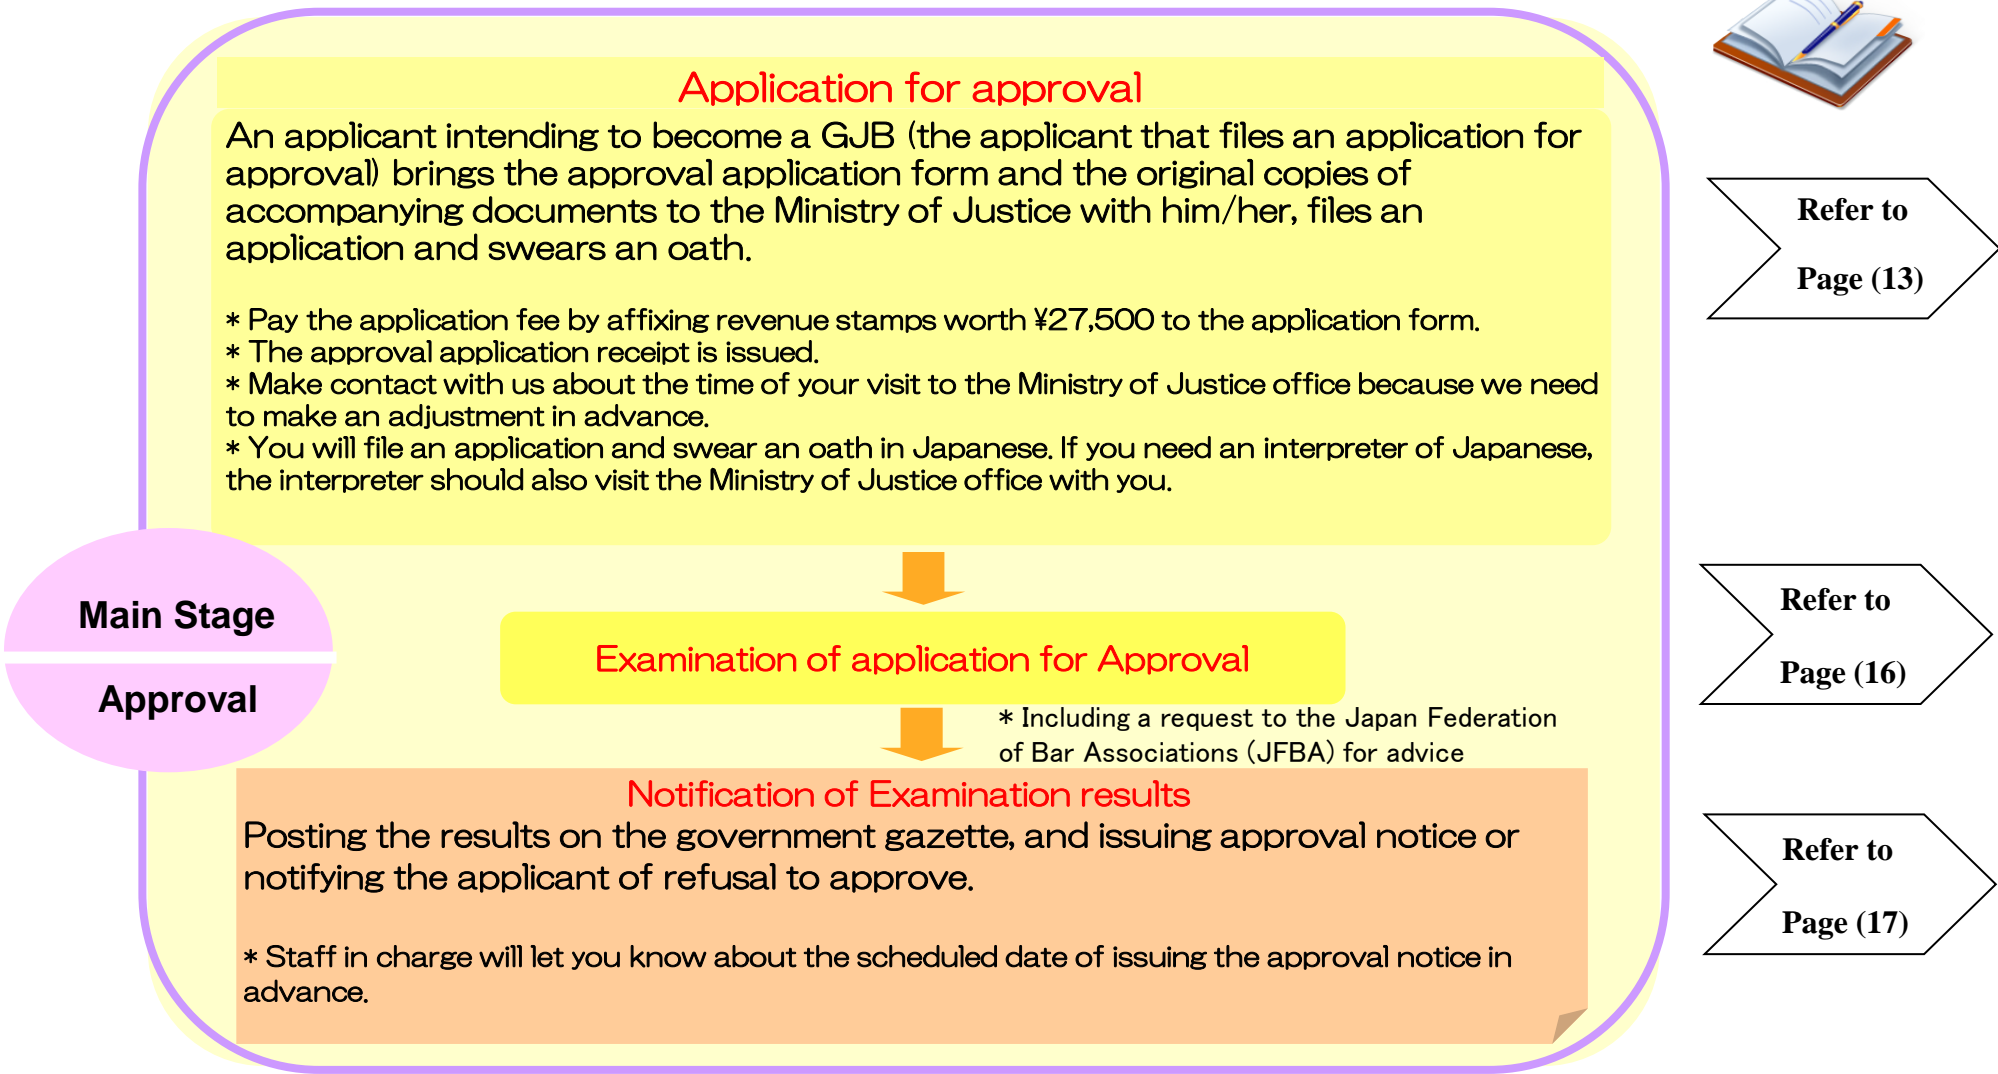 Application for approval
An applicant intending to become a GJB (the applicant that files an application for
approval) brings the approval application form and the original copies of
accompanying documents to the Ministry of Justice with him/her, files an
application and swears an oath.
* Pay the application fee by affixing revenue stamps worth ¥27,500 to the application form.
* The approval application receipt is issued.
* Make contact with us about the time of your visit to the Ministry of Justice office because we need
to make an adjustment in advance.
* You will file an application and swear an oath in Japanese. If you need an interpreter of Japanese,
the interpreter should also visit the Ministry of Justice office with you.
Refer to
Page (13)
Main Stage
Approval
Examination of application for Approval
* Including a request to the Japan Federation
of Bar Associations (JFBA) for advice
Refer to
Page (16)
Notification of Examination results
Posting the results on the government gazette, and issuing approval notice or
notifying the applicant of refusal to approve.
* Staff in charge will let you know about the scheduled date of issuing the approval notice in
advance.
Refer to
Page (17)